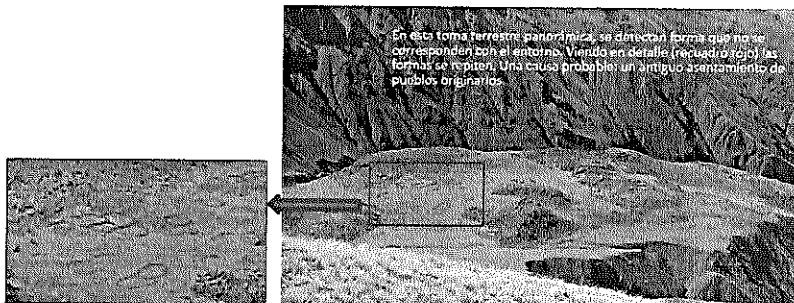 En esta toma terrestre panorámica, se detectan forma que no se
corresponden con el entorno. Viendo en detalle (recuadro rojo) las
formas se repiten. Una causa probable: un antiguo asentamiento de
pueblos originarios